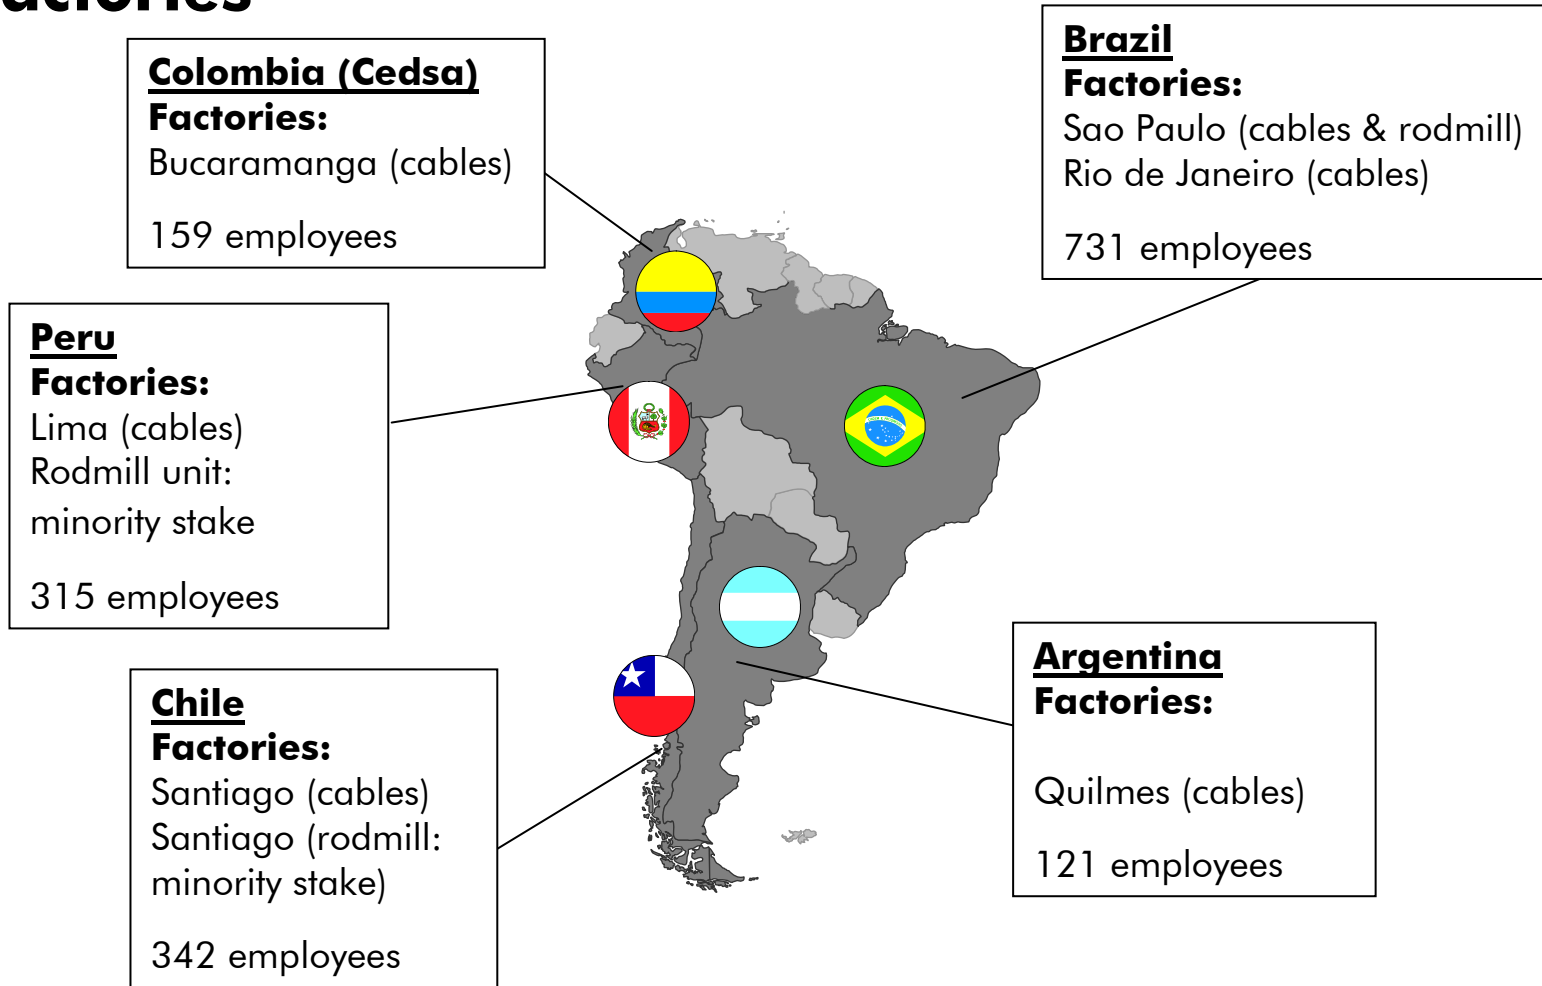 actories
Colombia (Cedsa)
Factories:
Bucaramanga (cables)
159 employees
Brazil
Factories:
Sao Paulo (cables & rodmill)
Rio de Janeiro (cables)
731 employees
Peru
Factories:
Lima (cables)
Rodmill unit:
minority stake
315 employees
Chile
Factories:
Santiago (cables)
Santiago (rodmill:
minority stake)
342 employees
Argentina
Factories:
Quilmes (cables)
121 employees